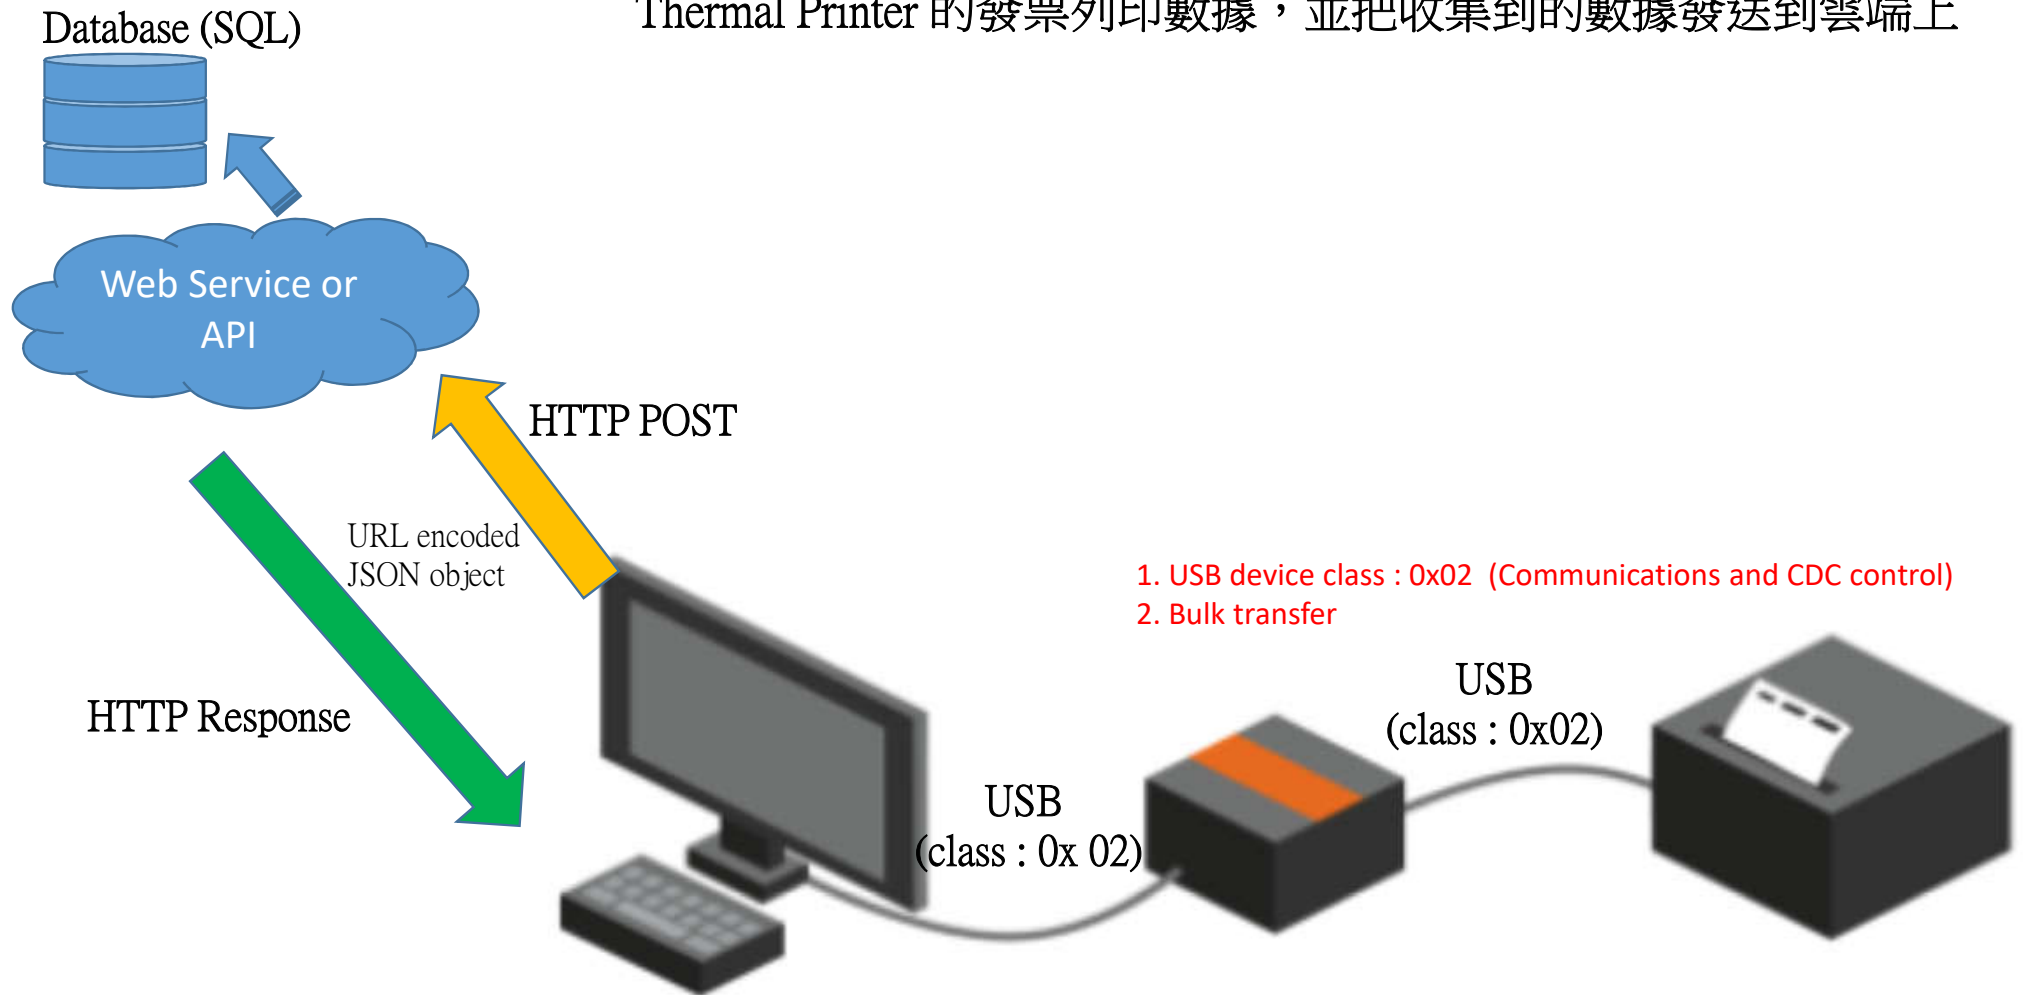 Thermal Printer 的發票列印數據，並把收集到的數據發送到雲端上
Database (SQL)
Web Service or
API
HTTP POST
URL encoded
JSON object
HTTP Response
1. USB device class : 0x02  (Communications and CDC control)
2. Bulk transfer
USB
(class : 0x02)
USB
(class : 0x 02)